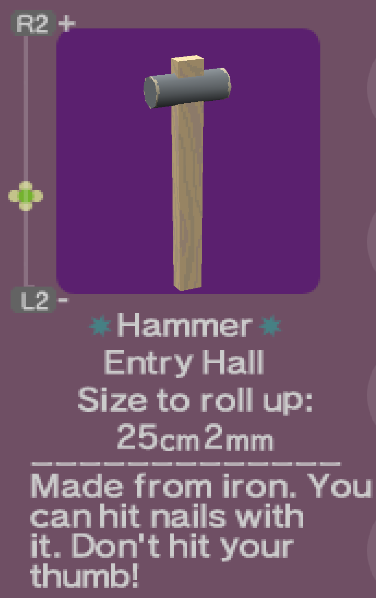 R2 +
L2 -
Hammer
Entry Hall
Size to roll up:
25cm2mm
Made from iron. You
can hit nails with
it. Don't hit your
thumb!